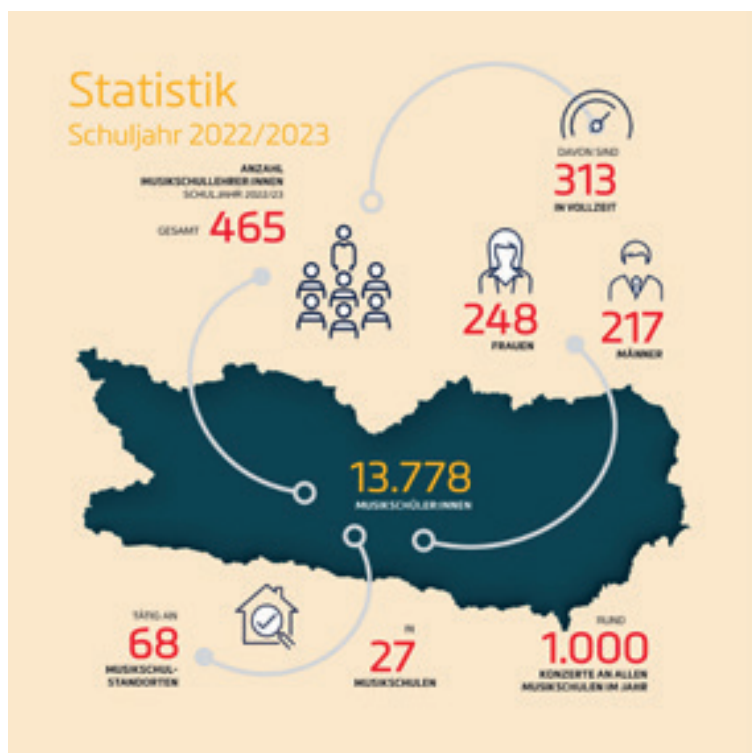 Statistik
Schuljahr 2022/2023
ANZAHL
MUSIKSCHULLEHRER:INNEN
SCHULJAHR 2022/23
GESAMT 465
DAVON SIND
313
IN VOLLZEIT
248
FRAUEN
217
MÄNNER
13.778
MUSIKSCHÜLER:INNEN
TÄTIG AN
68
MUSIKSCHUL-
STANDORTEN
IN
27
MUSIKSCHULEN
RUND
1.000
KONZERTE AN ALLEN
MUSIKSCHULEN IM JAHR